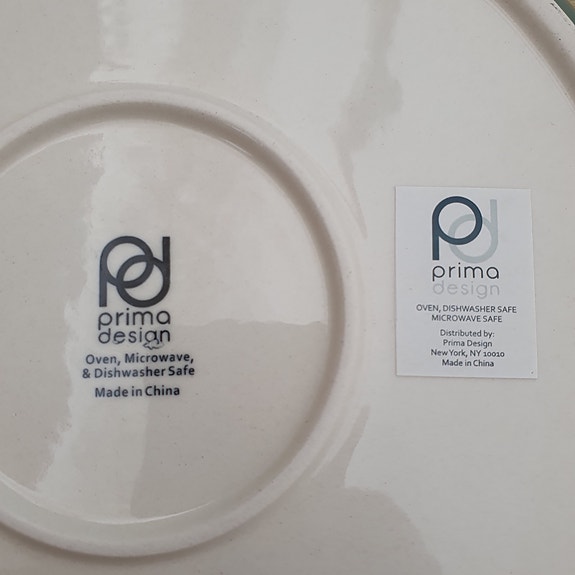 pd
prima
design
Oven, Microwave,
& Dishwasher Safe
Made in China
pd
prima
design
OVEN, DISHWASHER SAFE
MICROWAVE SAFE
Distributed by:
Prima Design
New York, NY 10010
Made in China